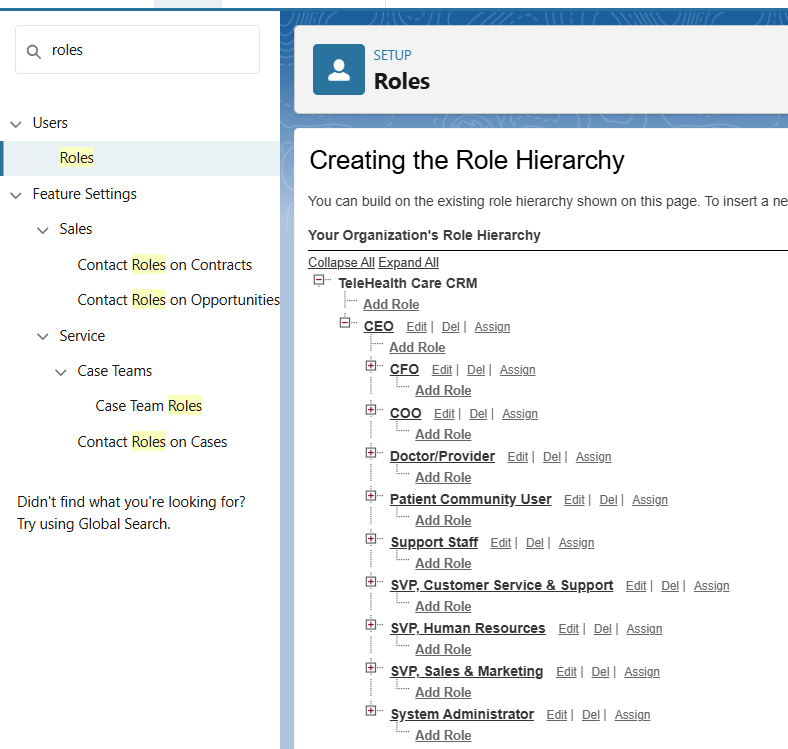 roles
Users
Roles
Feature Settings
Sales
Contact Roles on Contracts
Contact Roles on Opportunities
Service
Case Teams
Case Team Roles
Contact Roles on Cases
Didn't find what you're looking for?
Try using Global Search.
SETUP
Roles
Creating the Role Hierarchy
You can build on the existing role hierarchy shown on this page. To insert a ne
Your Organization's Role Hierarchy
Collapse All Expand All
TeleHealth Care CRM
Add Role
CEO Edit | Del | Assign
Add Role
CFO Edit | Del | Assign
Add Role
COO Edit | Del | Assign
Add Role
Doctor/Provider Edit | Del | Assign
Add Role
Patient Community User Edit | Del | Assign
Add Role
Support Staff Edit | Del | Assign
Add Role
SVP, Customer Service & Support Edit | Del | Assign
Add Role
SVP, Human Resources Edit | Del | Assign
Add Role
SVP, Sales & Marketing Edit | Del | Assign
Add Role
System Administrator Edit | Del | Assign
Add Role